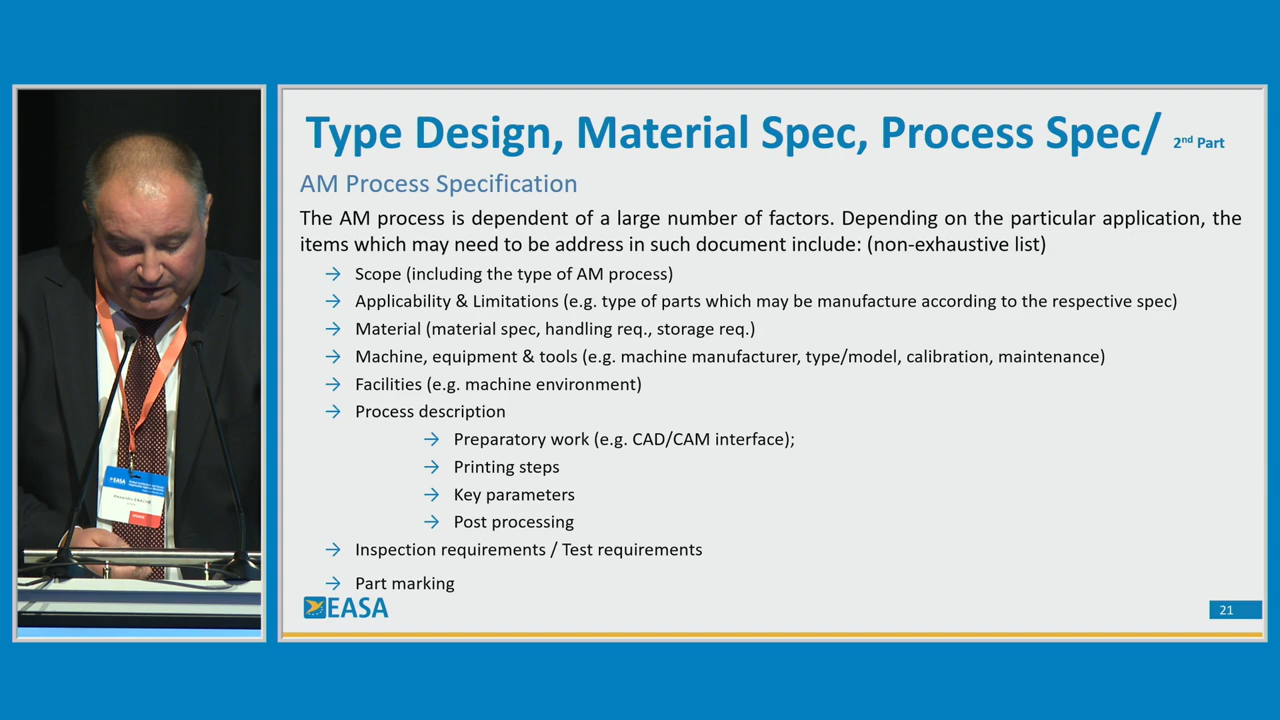 Type Design, Material Spec, Process Spec/ 2nd Part
AM Process Specification
The AM process is dependent of a large number of factors. Depending on the particular application, the
items which may need to be address in such document include: (non-exhaustive list)
→ Scope (including the type of AM process)
→ Applicability & Limitations (e.g. type of parts which may be manufacture according to the respective spec)
→ Material (material spec, handling req., storage req.)
→ Machine, equipment & tools (e.g. machine manufacturer, type/model, calibration, maintenance)
→ Facilities (e.g. machine environment)
→ Process description
→ Preparatory work (e.g. CAD/CAM interface);
→ Printing steps
→ Key parameters
→ Post processing
→ Inspection requirements / Test requirements
→ Part marking
EASA
21
EASA